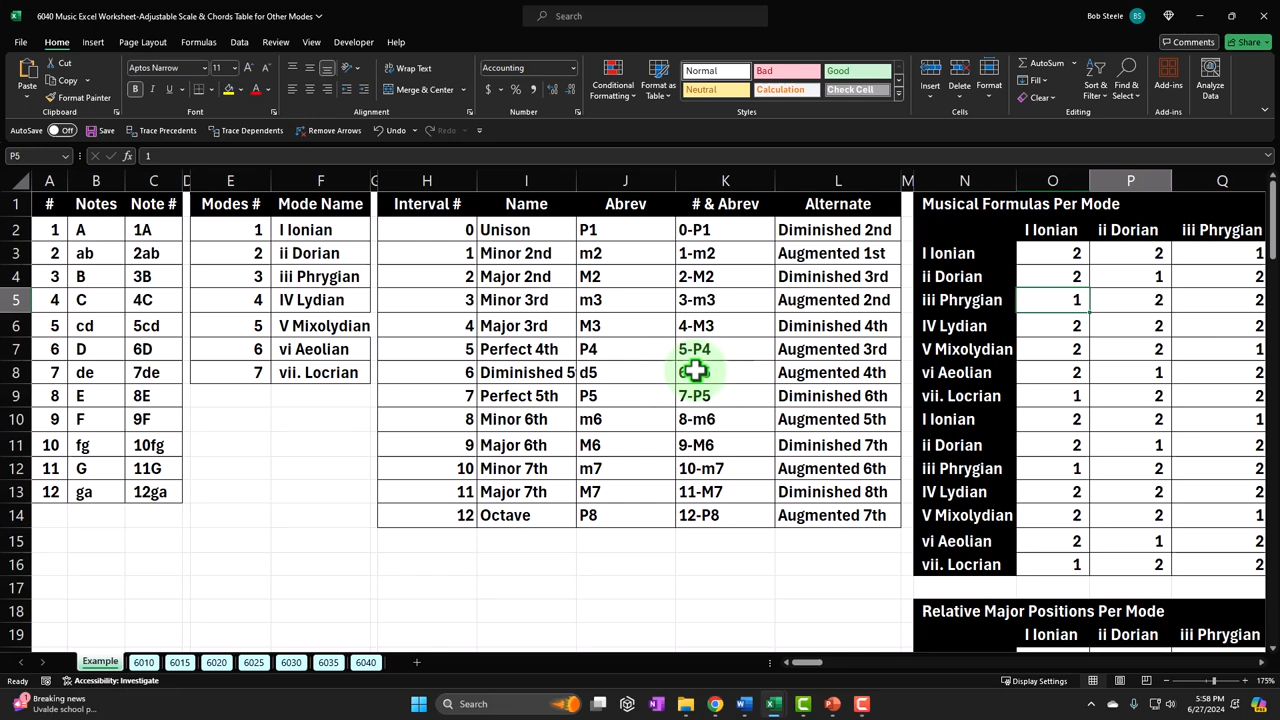 6040 Music Excel Worksheet-Adjustable Scale & Chords Table for Other Modes
Search
Bob Steele BS
File Home Insert Page Layout Formulas Data Review View Developer Help
Comments Share
Paste
Cut
Copy
Format Painter
Clipboard
Aptos Narrow 11
B I U
Font
Wrap Text
Merge & Center
Alignment
Accounting
Number
Conditional Formatting
Format as Table
Normal Bad Good
Neutral Calculation Check Cell
Styles
Insert Delete Format
Cells
AutoSum
Fill
Clear
Sort & Filter
Find & Select
Editing
Add-ins
Add-ins
Analyze Data
AutoSave Off Save Trace Precedents Trace Dependents Remove Arrows Undo Redo
P5 fx 1
A B C D E F G H I J K L M N O P Q
1 # Notes Note # Modes # Mode Name Interval # Name Abrev # & Abrev Alternate Musical Formulas Per Mode
2 1 A 1A 1 I Ionian 0 Unison P1 0-P1 Diminished 2nd I Ionian ii Dorian iii Phrygian
3 2 ab 2ab 2 ii Dorian 1 Minor 2nd m2 1-m2 Augmented 1st I Ionian 2 2 1
4 3 B 3B 3 iii Phrygian 2 Major 2nd M2 2-M2 Diminished 3rd ii Dorian 2 1 2
5 4 C 4C 4 IV Lydian 3 Minor 3rd m3 3-m3 Augmented 2nd iii Phrygian 1 2 2
6 5 cd 5cd 5 V Mixolydian 4 Major 3rd M3 4-M3 Diminished 4th IV Lydian 2 2 2
7 6 D 6D 6 vi Aeolian 5 Perfect 4th P4 5-P4 Augmented 3rd V Mixolydian 2 2 1
8 7 de 7de 7 vii. Locrian 6 Diminished 5 d5 Augmented 4th vi Aeolian 2 1 2
9 8 E 8E 7 Perfect 5th P5 7-P5 Diminished 6th vii. Locrian 1 2 2
10 9 F 9F 8 Minor 6th m6 8-m6 Augmented 5th I Ionian 2 2 1
11 10 fg 10fg 9 Major 6th M6 9-M6 Diminished 7th ii Dorian 2 1 2
12 11 G 11G 10 Minor 7th m7 10-m7 Augmented 6th iii Phrygian 1 2 2
13 12 ga 12ga 11 Major 7th M7 11-M7 Diminished 8th IV Lydian 2 2 2
14 12 Octave P8 12-P8 Augmented 7th V Mixolydian 2 2 1
15 vi Aeolian 2 1 2
16 vii. Locrian 1 2 2
17
18 Relative Major Positions Per Mode
19 I Ionian ii Dorian iii Phrygian
Example 6010 6015 6020 6025 6030 6035 6040
Ready Accessibility: Investigate Display Settings 175%
Breaking news
Uvalde school p...
Search
5:58 PM
6/27/2024